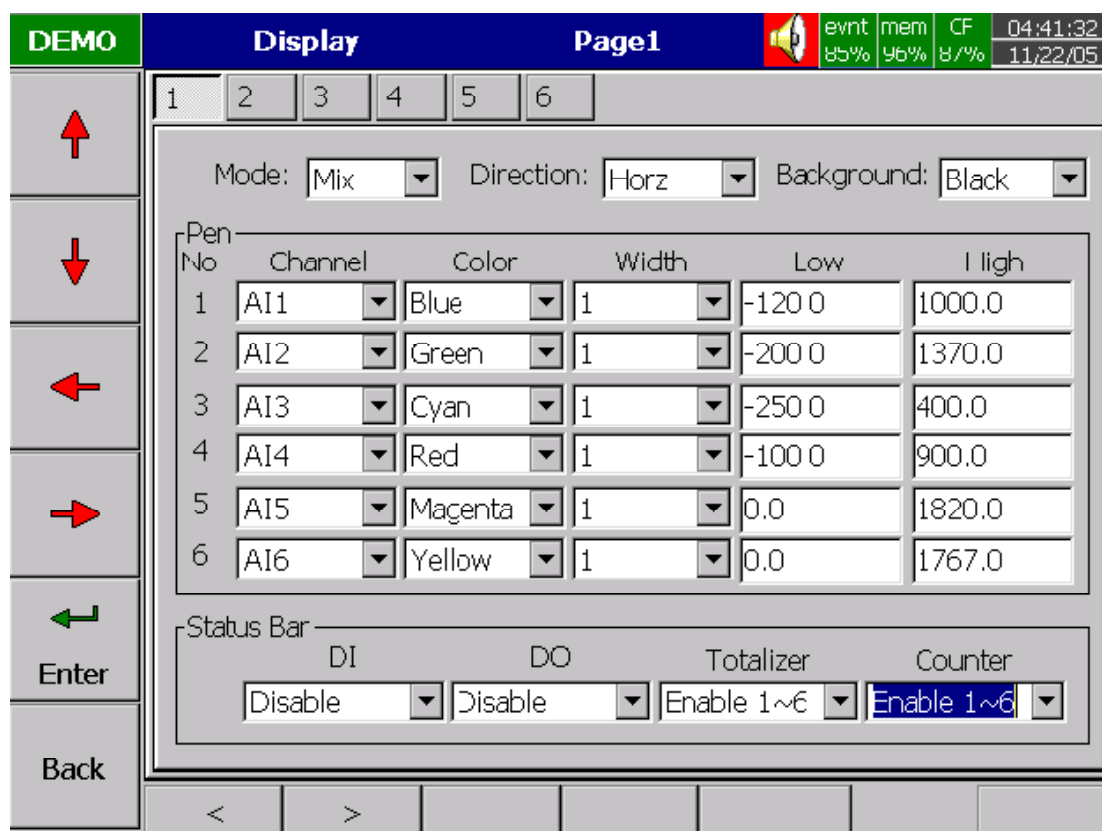 DEMO Display Page1 evnt mem CF 04:41:32
85% 96% 87% 11/22/05
1 2 3 4 5 6
Mode: Mix Direction: Horz Background: Black
Pen
No Channel Color Width Low High
1 AI1 Blue 1 -120 0 1000.0
2 AI2 Green 1 -200 0 1370.0
3 AI3 Cyan 1 -250 0 400.0
4 AI4 Red 1 -100 0 900.0
5 AI5 Magenta 1 0.0 1820.0
6 AI6 Yellow 1 0.0 1767.0
Status Bar
DI DO Totalizer Counter
Disable Disable Enable 1~6 Enable 1~6
Enter
Back
< >